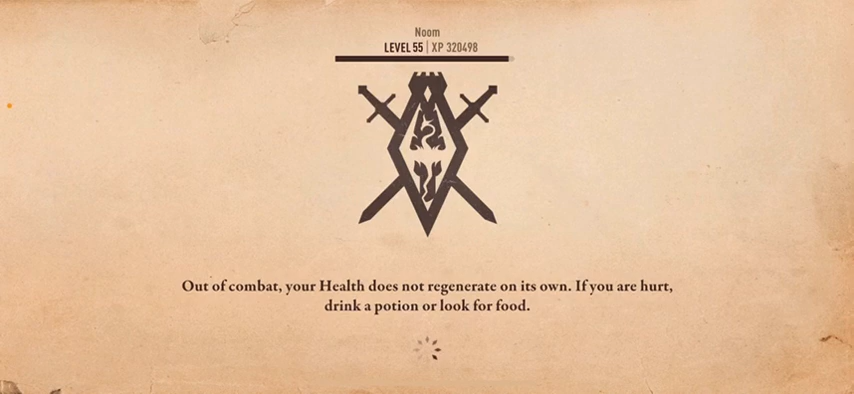 Noom
LEVEL 55 | XP 320498
Out of combat, your Health does not regenerate on its own. If you are hurt,
drink a potion or look for food.